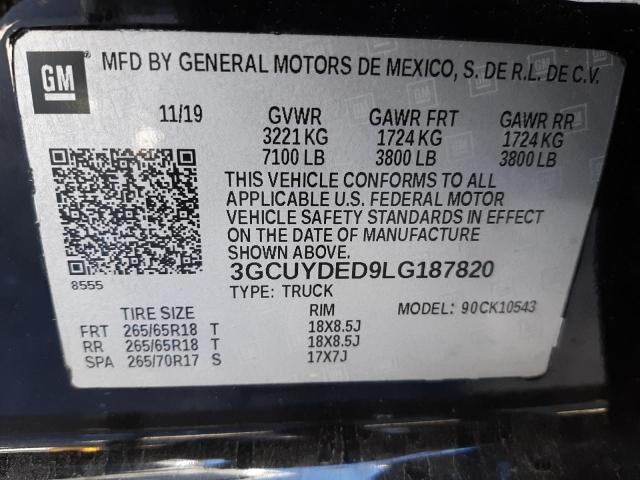 GM
MFD BY GENERAL MOTORS DE MEXICO, S. DE R.L. DE C.V.
11/19 GVWR GAWR FRT GAWR RR
3221 KG 1724 KG 1724 KG
7100 LB 3800 LB 3800 LB
THIS VEHICLE CONFORMS TO ALL
APPLICABLE U.S. FEDERAL MOTOR
VEHICLE SAFETY STANDARDS IN EFFECT
ON THE DATE OF MANUFACTURE
SHOWN ABOVE.
8555
3GCUYDED9LG187820
TYPE: TRUCK MODEL: 90CK10543
TIRE SIZE RIM
FRT 265/65R18 T 18X8.5J
RR 265/65R18 T 18X8.5J
SPA 265/70R17 S 17X7J